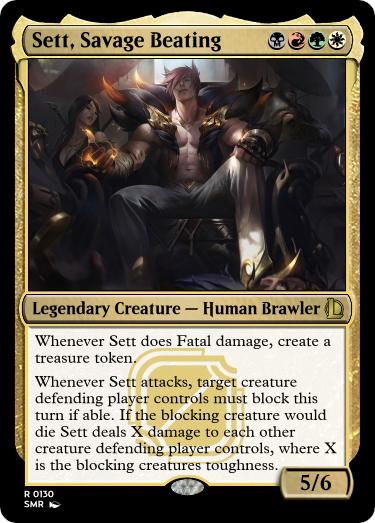 Sett, Savage Beating
Legendary Creature — Human Brawler
Whenever Sett does Fatal damage, create a
treasure token.
Whenever Sett attacks, target creature
defending player controls must block this
turn if able. If the blocking creature would
die Sett deals X damage to each other
creature defending player controls, where X
is the blocking creatures toughness.
5/6
R 0130
SMR